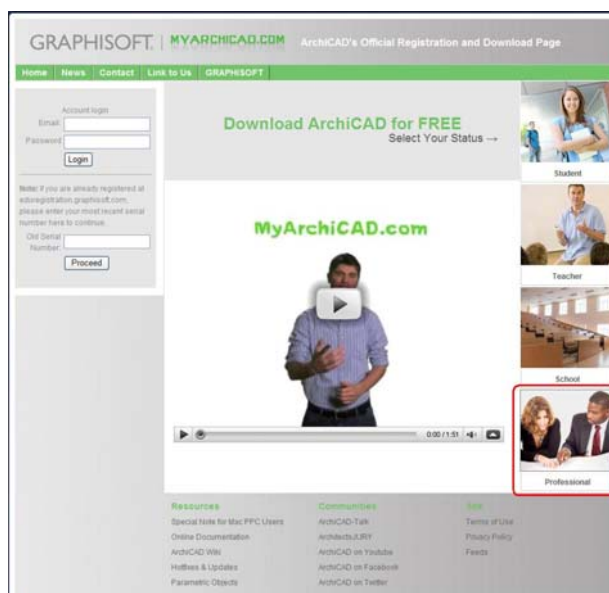 GRAPHISOFT. | MYARCHICAD.COM ArchiCAD's Official Registration and Download Page
Home News Contact Link to Us GRAPHISOFT
Account login
Email:
Password
Login
Note: If you are already registered at
eduregistration.graphisoft.com,
please enter your most recent serial
number here to continue.
Old Serial
Number:
Proceed
Download ArchiCAD for FREE
Select Your Status →
MyArchiCAD.com
0:00 / 1:51
Student
Teacher
School
Professional
Resources
Special Note for Mac PPC Users
Online Documentation
ArchiCAD Wiki
Hotfixes & Updates
Parametric Objects
Communities
ArchiCAD-Talk
ArchitectsJURY
ArchiCAD on Youtube
ArchiCAD on Facebook
ArchiCAD on Twitter
Site
Terms of Use
Privacy Policy
Feeds